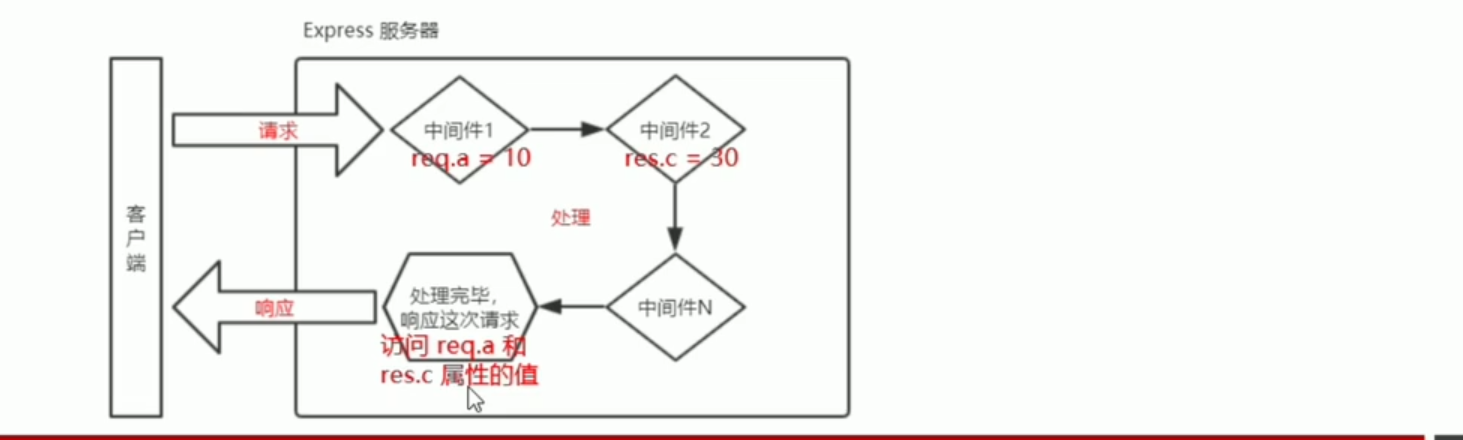 Express 服务器
请求
中间件1
req.a = 10
中间件2
res.c = 30
客
户
端
处理
响应
处理完毕，
响应这次请求
访问 req.a 和
res.c 属性的值
中间件N